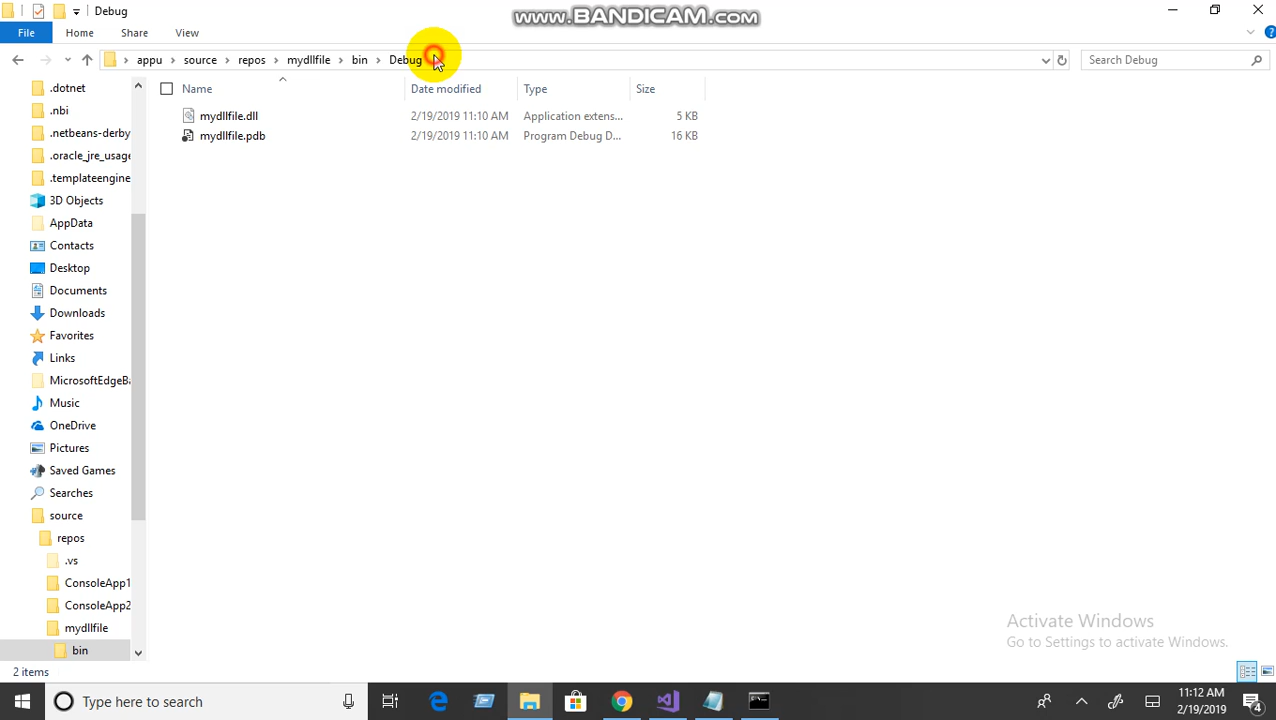 Debug
www.BANDICAM.com
File Home Share View
appu source repos mydllfile bin Debug
Search Debug
Name Date modified Type Size
mydllfile.dll 2/19/2019 11:10 AM Application extens... 5 KB
mydllfile.pdb 2/19/2019 11:10 AM Program Debug D... 16 KB
.dotnet
.nbi
.netbeans-derby
.oracle_jre_usage
.templateengine
3D Objects
AppData
Contacts
Desktop
Documents
Downloads
Favorites
Links
MicrosoftEdgeBa
Music
OneDrive
Pictures
Saved Games
Searches
source
repos
.vs
ConsoleApp1
ConsoleApp2
mydllfile
bin
Activate Windows
Go to Settings to activate Windows.
2 items
Type here to search
11:12 AM
2/19/2019
4